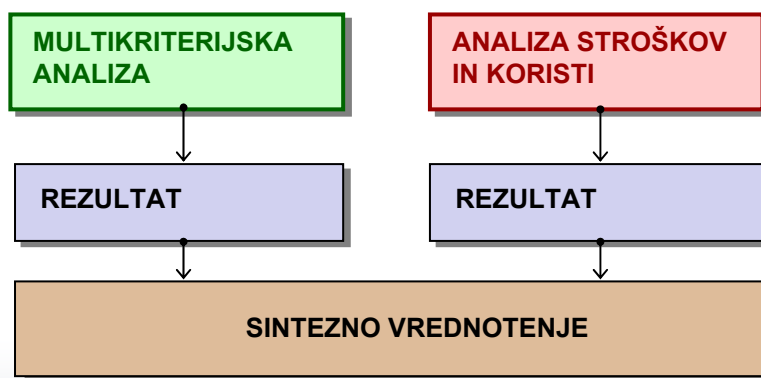 MULTIKRITERIJSKA
ANALIZA
ANALIZA STROŠKOV
IN KORISTI
REZULTAT
REZULTAT
SINTEZNO VREDNOTENJE